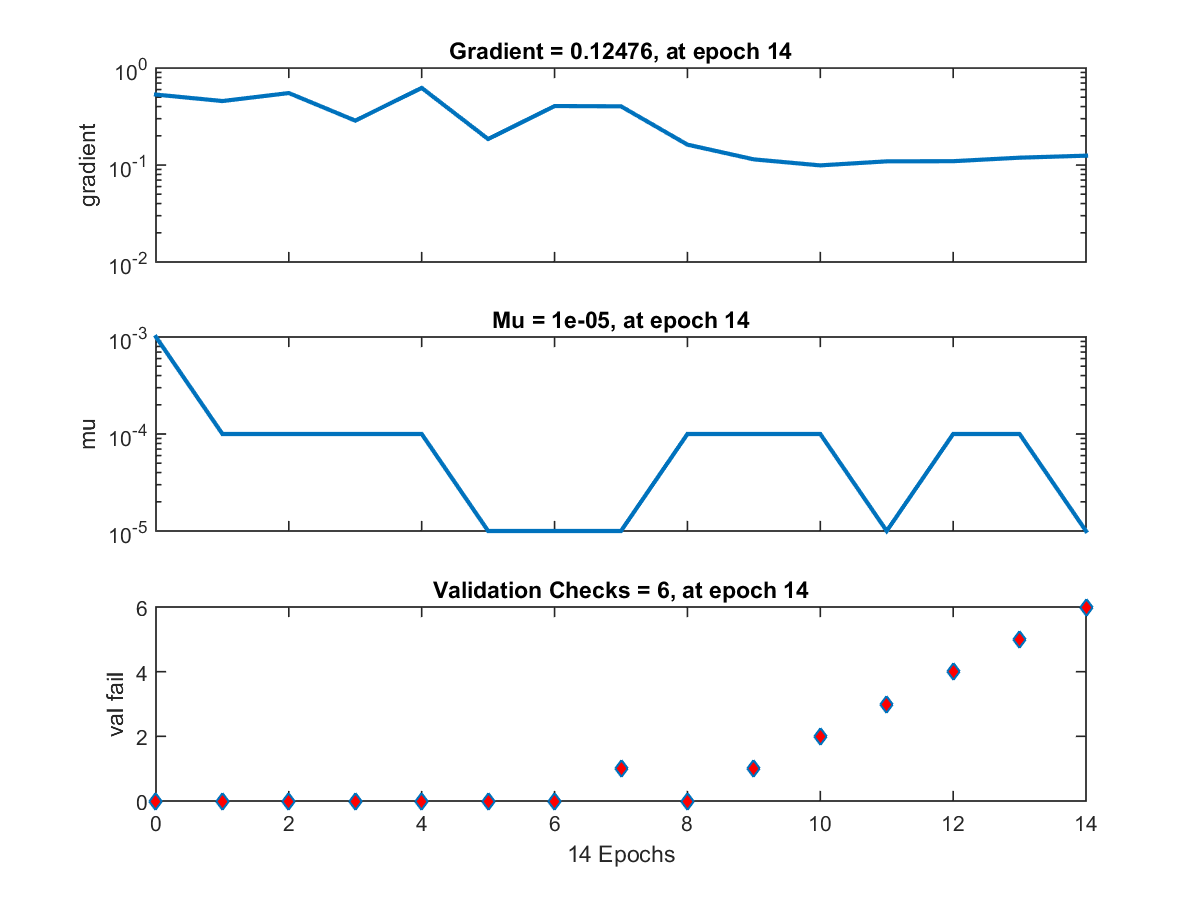 Gradient = 0.12476, at epoch 14
10^0
10^-1
10^-2
gradient
Mu = 1e-05, at epoch 14
10^-3
10^-4
10^-5
mu
Validation Checks = 6, at epoch 14
6
4
2
0
val fail
0 2 4 6 8 10 12 14
14 Epochs